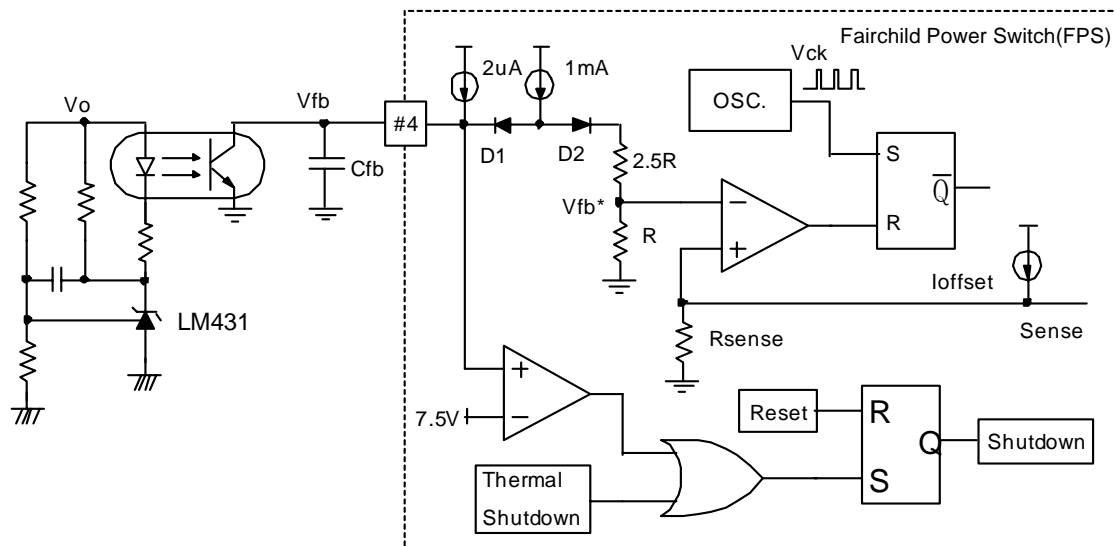 Fairchild Power Switch(FPS)
2uA
1mA
Vck
OSC.
Vo
Vfb
#4
Cfb
D1
D2
2.5R
S
Q
Vfb*
−
R
R
+
Ioffset
LM431
Rsense
Sense
+
7.5V
−
Reset
R
Q
Shutdown
S
Thermal
Shutdown